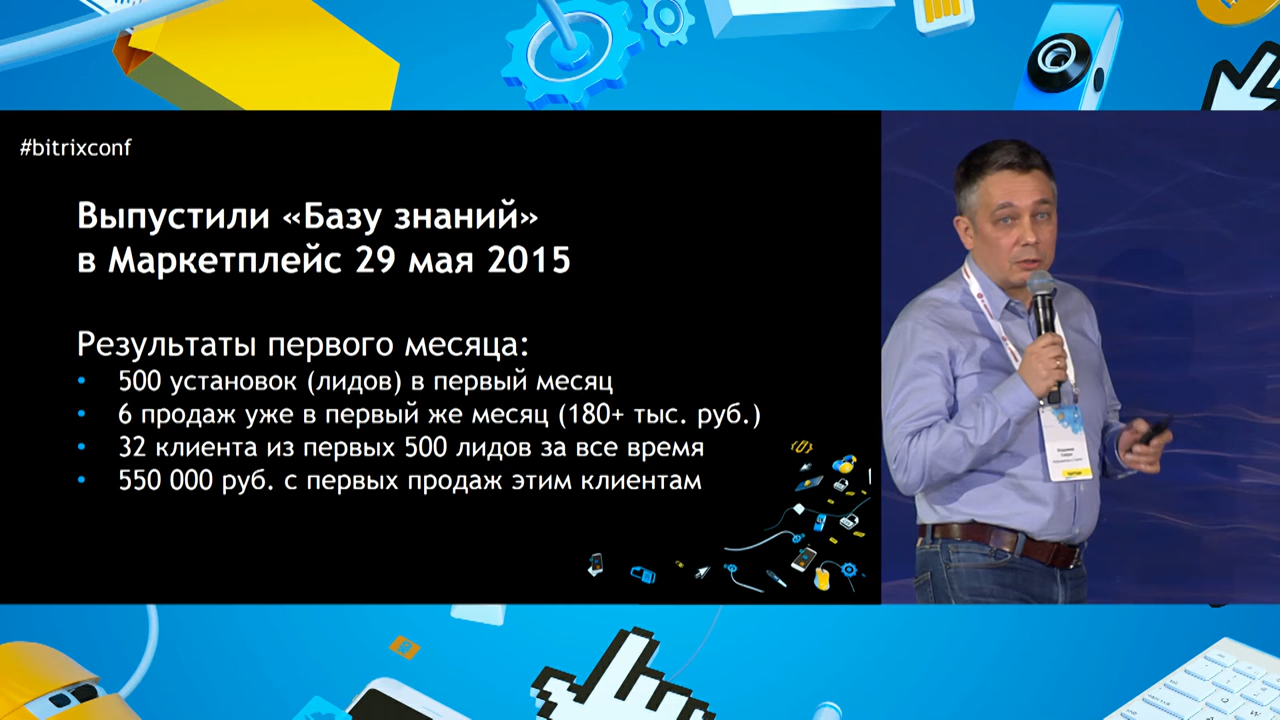 #bitrixconf
Выпустили «Базу знаний»
в Маркетплейс 29 мая 2015
Результаты первого месяца:
• 500 установок (лидов) в первый месяц
• 6 продаж уже в первый же месяц (180+ тыс. руб.)
• 32 клиента из первых 500 лидов за все время
• 550 000 руб. с первых продаж этим клиентам